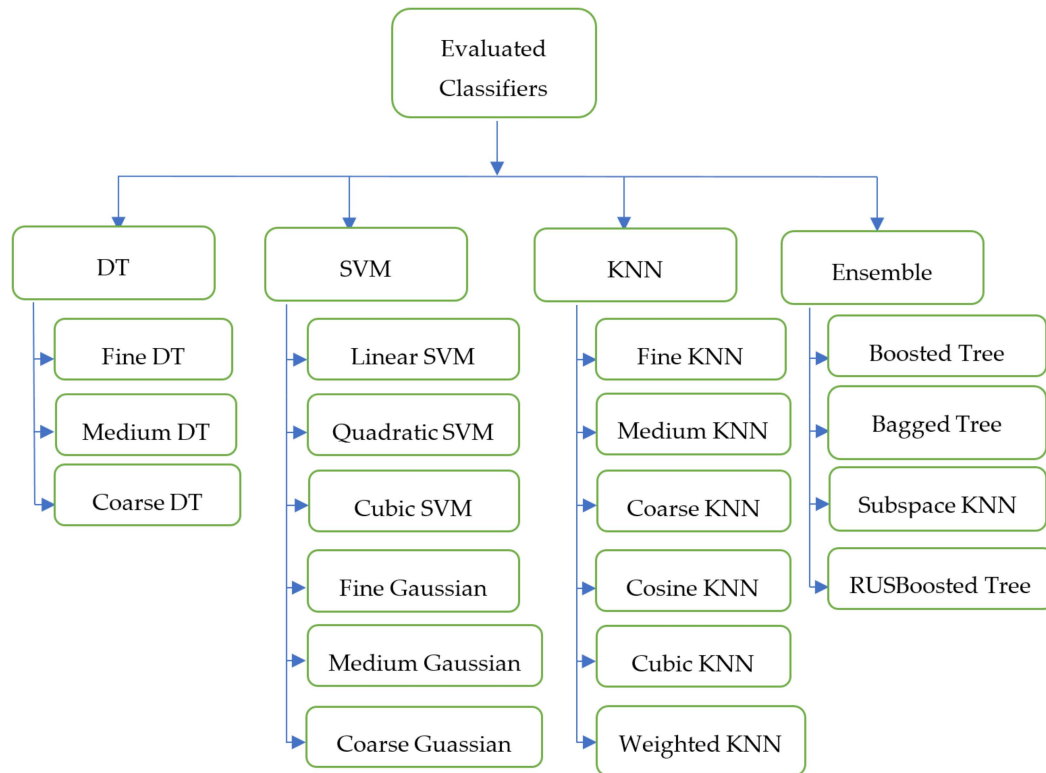 Evaluated
Classifiers
DT
SVM
KNN
Ensemble
Fine DT
Medium DT
Coarse DT
Linear SVM
Quadratic SVM
Cubic SVM
Fine Gaussian
Medium Gaussian
Coarse Guassian
Fine KNN
Medium KNN
Coarse KNN
Cosine KNN
Cubic KNN
Weighted KNN
Boosted Tree
Bagged Tree
Subspace KNN
RUSBoosted Tree